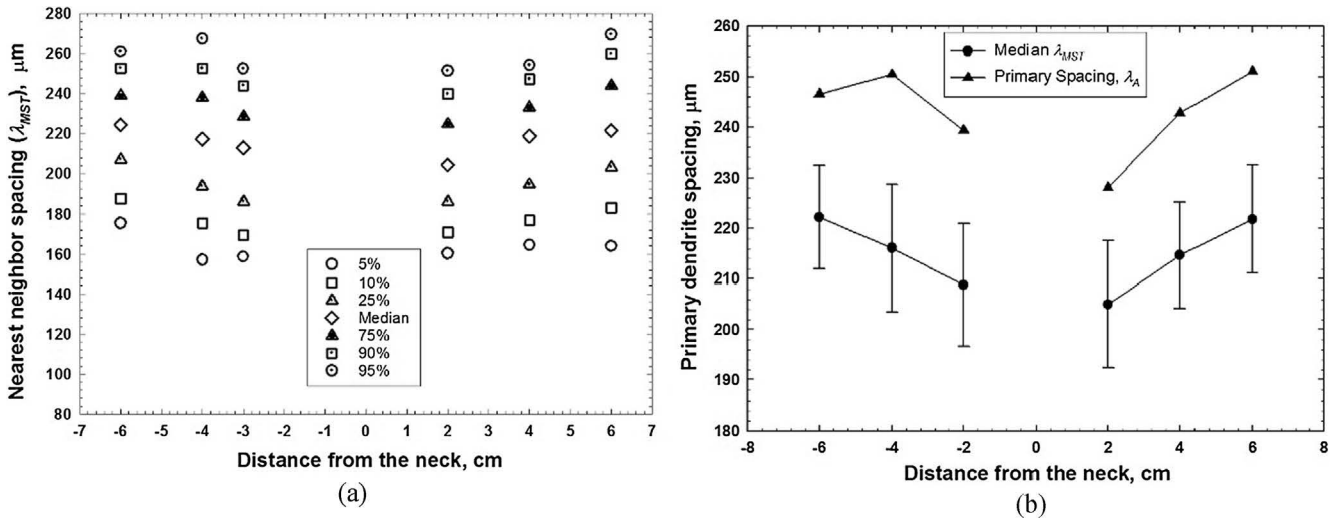 Nearest neighbor spacing (λMST), μm
280
260
240
220
200
180
160
140
120
100
80
5%
10%
25%
Median
75%
90%
95%
-7 -6 -5 -4 -3 -2 -1 0 1 2 3 4 5 6 7
Distance from the neck, cm
(a)
Primary dendrite spacing, μm
260
250
240
230
220
210
200
190
180
Median λMST
Primary Spacing, λA
-8 -6 -4 -2 0 2 4 6 8
Distance from the neck, cm
(b)